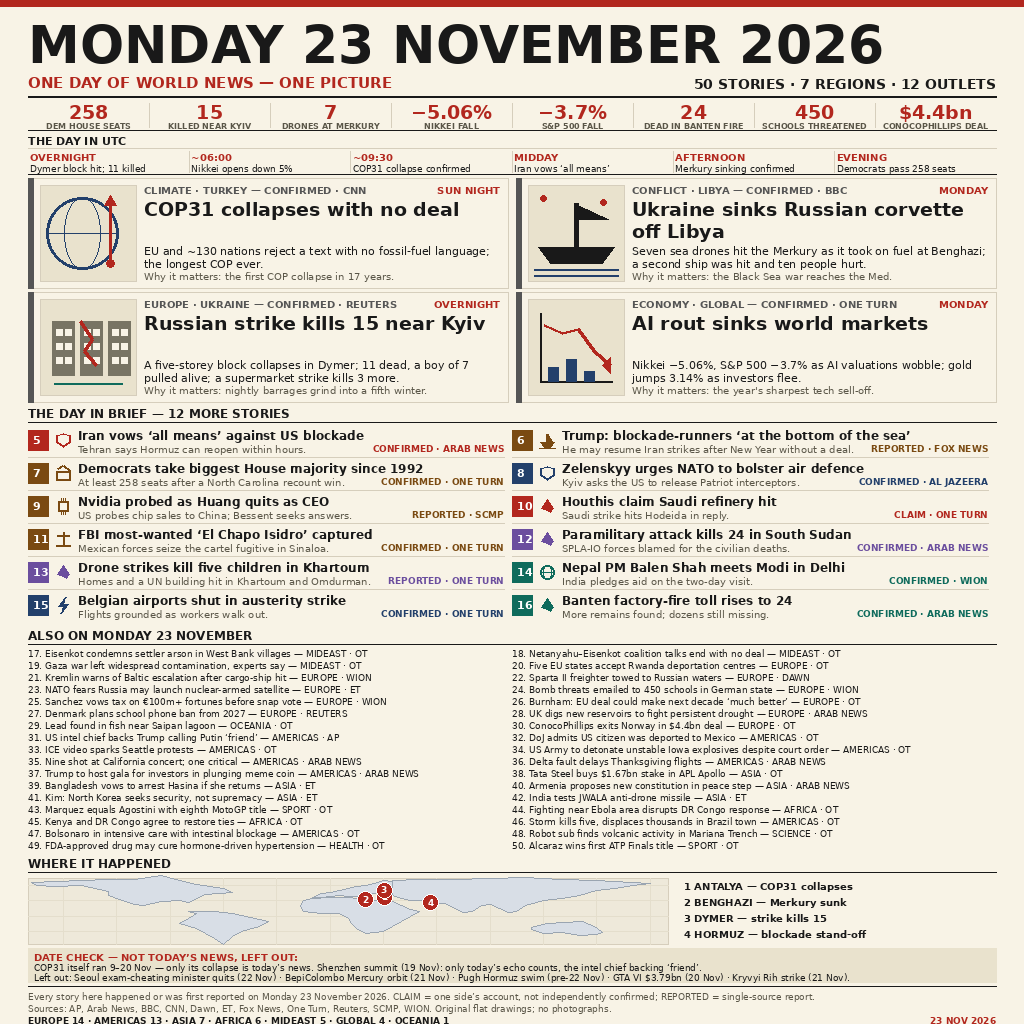 MONDAY 23 NOVEMBER 2026
ONE DAY OF WORLD NEWS — ONE PICTURE
50 STORIES · 7 REGIONS · 12 OUTLETS
258
DEM HOUSE SEATS
15
KILLED NEAR KYIV
7
DRONES AT MERKURY
−5.06%
NIKKEI FALL
−3.7%
S&P 500 FALL
24
DEAD IN BANTEN FIRE
450
SCHOOLS THREATENED
$4.4bn
CONOCOPHILLIPS DEAL
THE DAY IN UTC
OVERNIGHT
Dymer block hit; 11 killed
~06:00
Nikkei opens down 5%
~09:30
COP31 collapse confirmed
MIDDAY
Iran vows ‘all means’
AFTERNOON
Merkury sinking confirmed
EVENING
Democrats pass 258 seats
CLIMATE · TURKEY — CONFIRMED · CNN
SUN NIGHT
COP31 collapses with no deal
EU and ~130 nations reject a text with no fossil-fuel language;
the longest COP ever.
Why it matters: the first COP collapse in 17 years.
CONFLICT · LIBYA — CONFIRMED · BBC
MONDAY
Ukraine sinks Russian corvette
off Libya
Seven sea drones hit the Merkury as it took on fuel at Benghazi;
a second ship was hit and ten people hurt.
Why it matters: the Black Sea war reaches the Med.
EUROPE · UKRAINE — CONFIRMED · REUTERS
OVERNIGHT
Russian strike kills 15 near Kyiv
A five-storey block collapses in Dymer; 11 dead, a boy of 7
pulled alive; a supermarket strike kills 3 more.
Why it matters: nightly barrages grind into a fifth winter.
ECONOMY · GLOBAL — CONFIRMED · ONE TURN
MONDAY
AI rout sinks world markets
Nikkei −5.06%, S&P 500 −3.7% as AI valuations wobble; gold
jumps 3.14% as investors flee.
Why it matters: the year's sharpest tech sell-off.
THE DAY IN BRIEF — 12 MORE STORIES
5
Iran vows ‘all means’ against US blockade
Tehran says Hormuz can reopen within hours.
CONFIRMED · ARAB NEWS
6
Trump: blockade-runners ‘at the bottom of the sea’
He may resume Iran strikes after New Year without a deal.
REPORTED · FOX NEWS
7
Democrats take biggest House majority since 1992
At least 258 seats after a North Carolina recount win.
CONFIRMED · ONE TURN
8
Zelenskyy urges NATO to bolster air defence
Kyiv asks the US to release Patriot interceptors.
CONFIRMED · AL JAZEERA
9
Nvidia probed as Huang quits as CEO
US probes chip sales to China; Bessent seeks answers.
REPORTED · SCMP
10
Houthis claim Saudi refinery hit
Saudi strike hits Hodeida in reply.
CLAIM · ONE TURN
11
FBI most-wanted ‘El Chapo Isidro’ captured
Mexican forces seize the cartel fugitive in Sinaloa.
CONFIRMED · ONE TURN
12
Paramilitary attack kills 24 in South Sudan
SPLA-IO forces blamed for the civilian deaths.
CONFIRMED · ARAB NEWS
13
Drone strikes kill five children in Khartoum
Homes and a UN building hit in Khartoum and Omdurman.
REPORTED · ONE TURN
14
Nepal PM Balen Shah meets Modi in Delhi
India pledges aid on the two-day visit.
CONFIRMED · WION
15
Belgian airports shut in austerity strike
Flights grounded as workers walk out.
CONFIRMED · ONE TURN
16
Banten factory-fire toll rises to 24
More remains found; dozens still missing.
CONFIRMED · ARAB NEWS
ALSO ON MONDAY 23 NOVEMBER
17. Eisenkot condemns settler arson in West Bank villages — MIDEAST · OT
18. Netanyahu–Eisenkot coalition talks end with no deal — MIDEAST · OT
19. Gaza war left widespread contamination, experts say — MIDEAST · OT
20. Five EU states accept Rwanda deportation centres — EUROPE · OT
21. Kremlin warns of Baltic escalation after cargo-ship hit — EUROPE · WION
22. Sparta II freighter towed to Russian waters — EUROPE · DAWN
23. NATO fears Russia may launch nuclear-armed satellite — EUROPE · ET
24. Bomb threats emailed to 450 schools in German state — EUROPE · WION
25. Sanchez vows tax on €100m+ fortunes before snap vote — EUROPE · WION
26. Burnham: EU deal could make next decade ‘much better’ — EUROPE · OT
27. Denmark plans school phone ban from 2027 — EUROPE · REUTERS
28. UK digs new reservoirs to fight persistent drought — EUROPE · ARAB NEWS
29. Lead found in fish near Saipan lagoon — OCEANIA · OT
30. ConocoPhillips exits Norway in $4.4bn deal — EUROPE · OT
31. US intel chief backs Trump calling Putin ‘friend’ — AMERICAS · AP
32. DoJ admits US citizen was deported to Mexico — AMERICAS · OT
33. ICE video sparks Seattle protests — AMERICAS · OT
34. US Army to detonate unstable Iowa explosives despite court order — AMERICAS · OT
35. Nine shot at California concert; one critical — AMERICAS · ARAB NEWS
36. Delta fault delays Thanksgiving flights — AMERICAS · ARAB NEWS
37. Trump to host gala for investors in plunging meme coin — AMERICAS · ARAB NEWS
38. Tata Steel buys $1.67bn stake in APL Apollo — ASIA · OT
39. Bangladesh vows to arrest Hasina if she returns — ASIA · ET
40. Armenia proposes new constitution in peace step — ASIA · ARAB NEWS
41. Kim: North Korea seeks security, not supremacy — ASIA · ET
42. India tests JWALA anti-drone missile — ASIA · ET
43. Marquez equals Agostini with eighth MotoGP title — SPORT · OT
44. Fighting near Ebola area disrupts DR Congo response — AFRICA · OT
45. Kenya and DR Congo agree to restore ties — AFRICA · OT
46. Storm kills five, displaces thousands in Brazil town — AMERICAS · OT
47. Bolsonaro in intensive care with intestinal blockage — AMERICAS · OT
48. Robot sub finds volcanic activity in Mariana Trench — SCIENCE · OT
49. FDA-approved drug may cure hormone-driven hypertension — HEALTH · OT
50. Alcaraz wins first ATP Finals title — SPORT · OT
WHERE IT HAPPENED
2
3
4
1 ANTALYA — COP31 collapses
2 BENGHAZI — Merkury sunk
3 DYMER — strike kills 15
4 HORMUZ — blockade stand-off
DATE CHECK — NOT TODAY'S NEWS, LEFT OUT:
COP31 itself ran 9–20 Nov — only its collapse is today's news. Shenzhen summit (19 Nov): only today's echo counts, the intel chief backing ‘friend’.
Left out: Seoul exam-cheating minister quits (22 Nov) · BepiColombo Mercury orbit (21 Nov) · Pugh Hormuz swim (pre-22 Nov) · GTA VI $3.79bn (20 Nov) · Kryvyi Rih strike (21 Nov).
Every story here happened or was first reported on Monday 23 November 2026. CLAIM = one side's account, not independently confirmed; REPORTED = single-source report.
Sources: AP, Arab News, BBC, CNN, Dawn, ET, Fox News, One Turn, Reuters, SCMP, WION. Original flat drawings; no photographs.
EUROPE 14 · AMERICAS 13 · ASIA 7 · AFRICA 6 · MIDEAST 5 · GLOBAL 4 · OCEANIA 1
23 NOV 2026